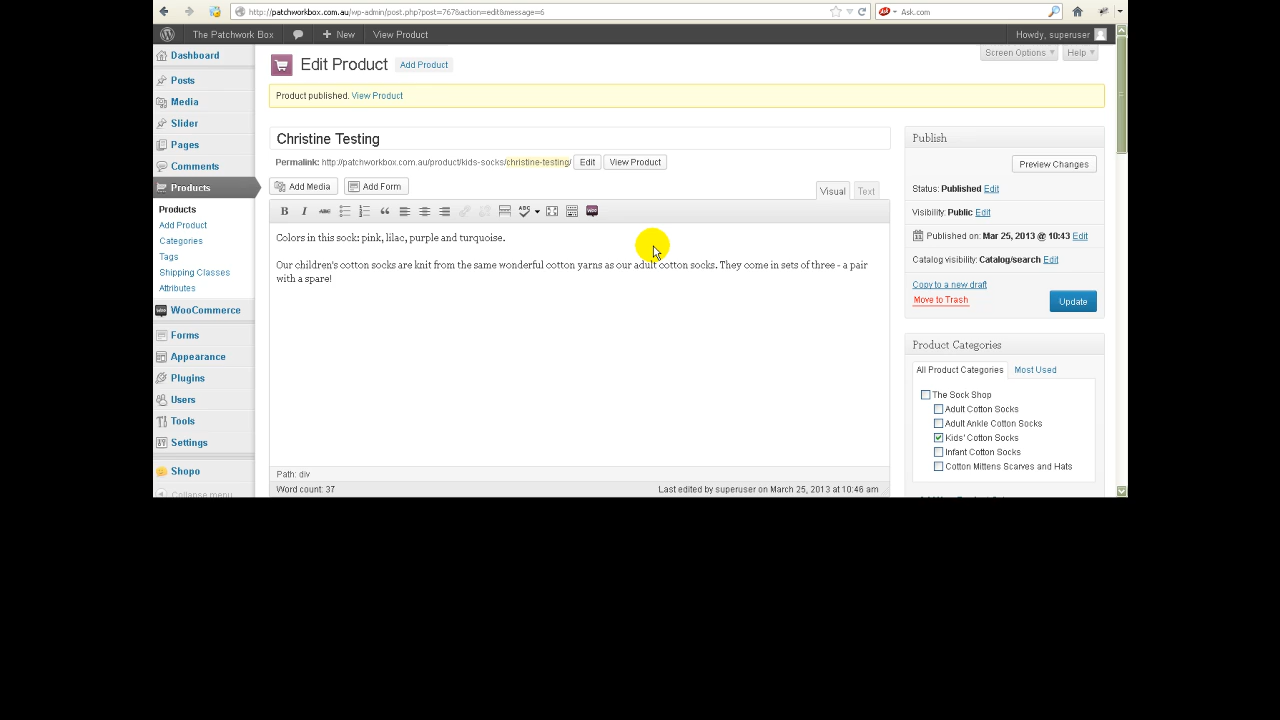 http://patchworkbox.com.au/wp-admin/post.php?post=767&action=edit&message=6
Ask.com
The Patchwork Box
New
View Product
Howdy, superuser
Screen Options
Help
Dashboard
Posts
Media
Slider
Pages
Comments
Products
Products
Add Product
Categories
Tags
Shipping Classes
Attributes
WooCommerce
Forms
Appearance
Plugins
Users
Tools
Settings
Shopo
Collapse menu
Edit Product Add Product
Product published. View Product
Christine Testing
Permalink: http://patchworkbox.com.au/product/kids-socks/christine-testing/ Edit View Product
Add Media Add Form
Visual Text
B I ABC ABC
Colors in this sock: pink, lilac, purple and turquoise.
Our children's cotton socks are knit from the same wonderful cotton yarns as our adult cotton socks. They come in sets of three - a pair
with a spare!
Path: div
Word count: 37
Last edited by superuser on March 25, 2013 at 10:46 am
Publish
Preview Changes
Status: Published Edit
Visibility: Public Edit
Published on: Mar 25, 2013 @ 10:43 Edit
Catalog visibility: Catalog/search Edit
Copy to a new draft
Move to Trash
Update
Product Categories
All Product Categories Most Used
The Sock Shop
Adult Cotton Socks
Adult Ankle Cotton Socks
Kids' Cotton Socks
Infant Cotton Socks
Cotton Mittens Scarves and Hats